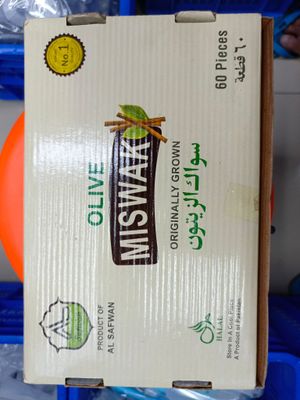 No.1
60 Pieces
٦٠ قطعة
OLIVE
MISWAK
ORIGINALLY GROWN
سواك الزيتون
PRODUCT OF
AL SAFWAN
HALAL
Store In A Cool Place
A Product of Pakistan